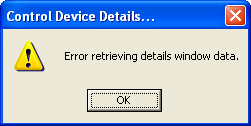 Control Device Details...
Error retrieving details window data.
OK